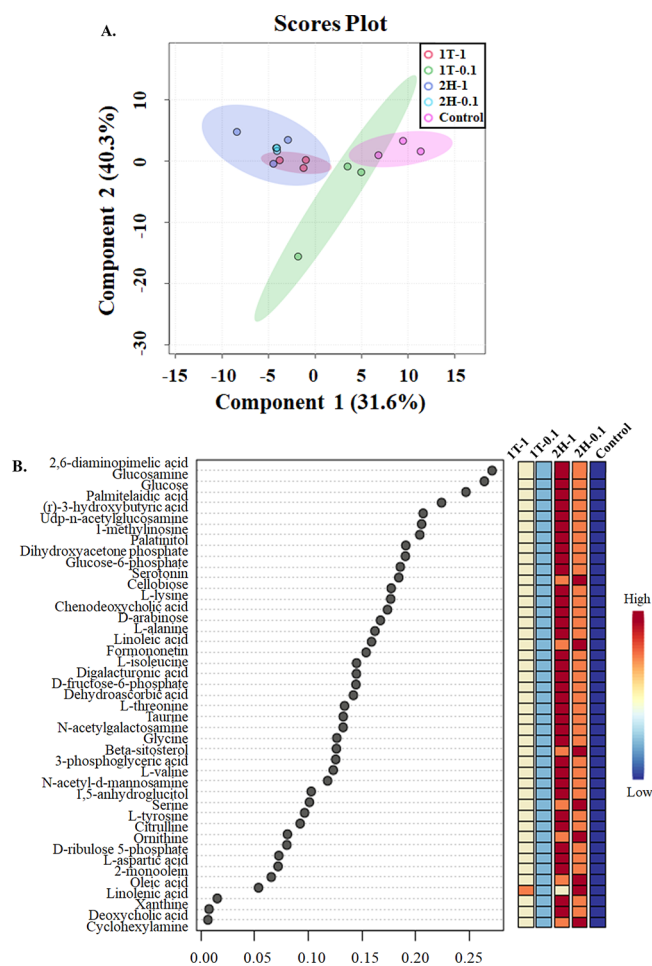 A.
Scores Plot
1T-1
1T-0.1
2H-1
2H-0.1
Control
Component 2 (40.3%)
10
0
-10
-20
-30
-15
-10
-5
0
5
10
15
Component 1 (31.6%)
B.
1T-1
1T-0.1
2H-1
2H-0.1
Control
2,6-diaminopimelic acid
Glucosamine
Glucose
Palmitelaidic acid
(r)-3-hydroxybutyric acid
Udp-n-acetylglucosamine
1-methylinosine
Palatinitol
Dihydroxyacetone phosphate
Glucose-6-phosphate
Serotonin
Cellobiose
L-lysine
Chenodeoxycholic acid
D-arabinose
L-alanine
Linoleic acid
Formononetin
L-isoleucine
Digalacturonic acid
D-fructose-6-phosphate
Dehydroascorbic acid
L-threonine
Taurine
N-acetylgalactosamine
Glycine
Beta-sitosterol
3-phosphoglyceric acid
L-valine
N-acetyl-d-mannosamine
1,5-anhydroglucitol
Serine
L-tyrosine
Citrulline
Ornithine
D-ribulose 5-phosphate
L-aspartic acid
2-monoolein
Oleic acid
Linolenic acid
Xanthine
Deoxycholic acid
Cyclohexylamine
High
Low
0.00
0.05
0.10
0.15
0.20
0.25